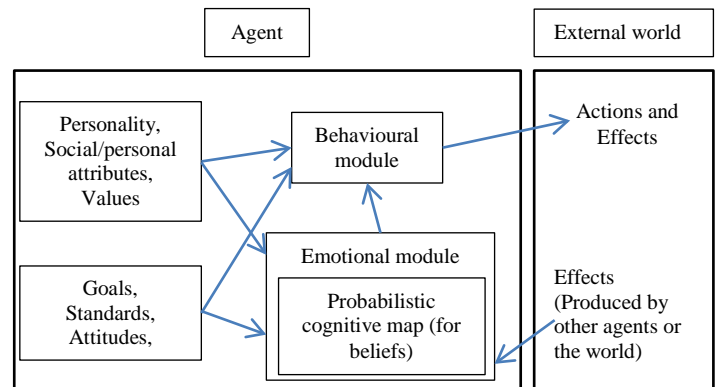 Agent
External world
Personality,
Social/personal
attributes,
Values
Behavioural
module
Actions and
Effects
Emotional module
Goals,
Standards,
Attitudes,
Probabilistic
cognitive map (for
beliefs)
Effects
(Produced by
other agents or
the world)